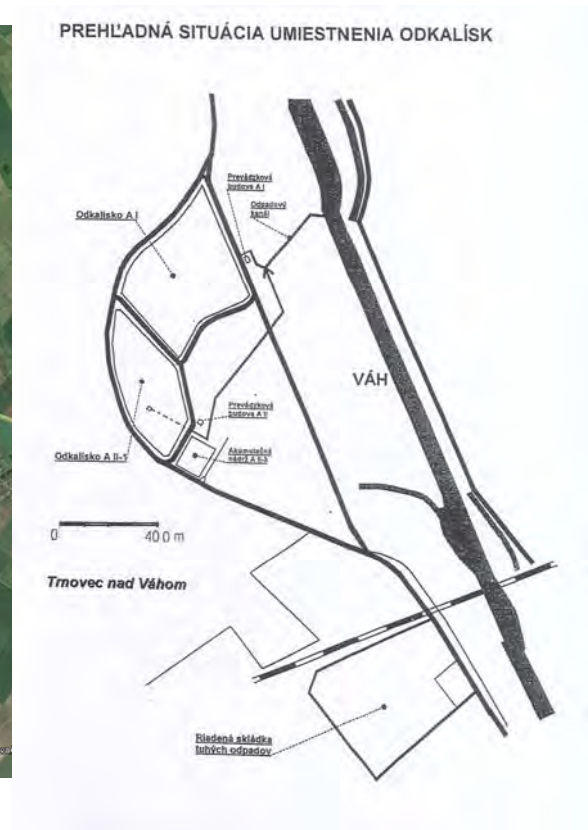 PREHĽADNÁ SITUÁCIA UMIESTNENIA ODKALÍSK
Prevádzková
budova A I
Odkalisko A I
Odpadový
kanál
VÁH
Prevádzková
budova A II
Odkalisko A II-1
Akumulačná
nádrž A II-3
0 400 m
Trnovec nad Váhom
Riadená skládka
tuhých odpadov